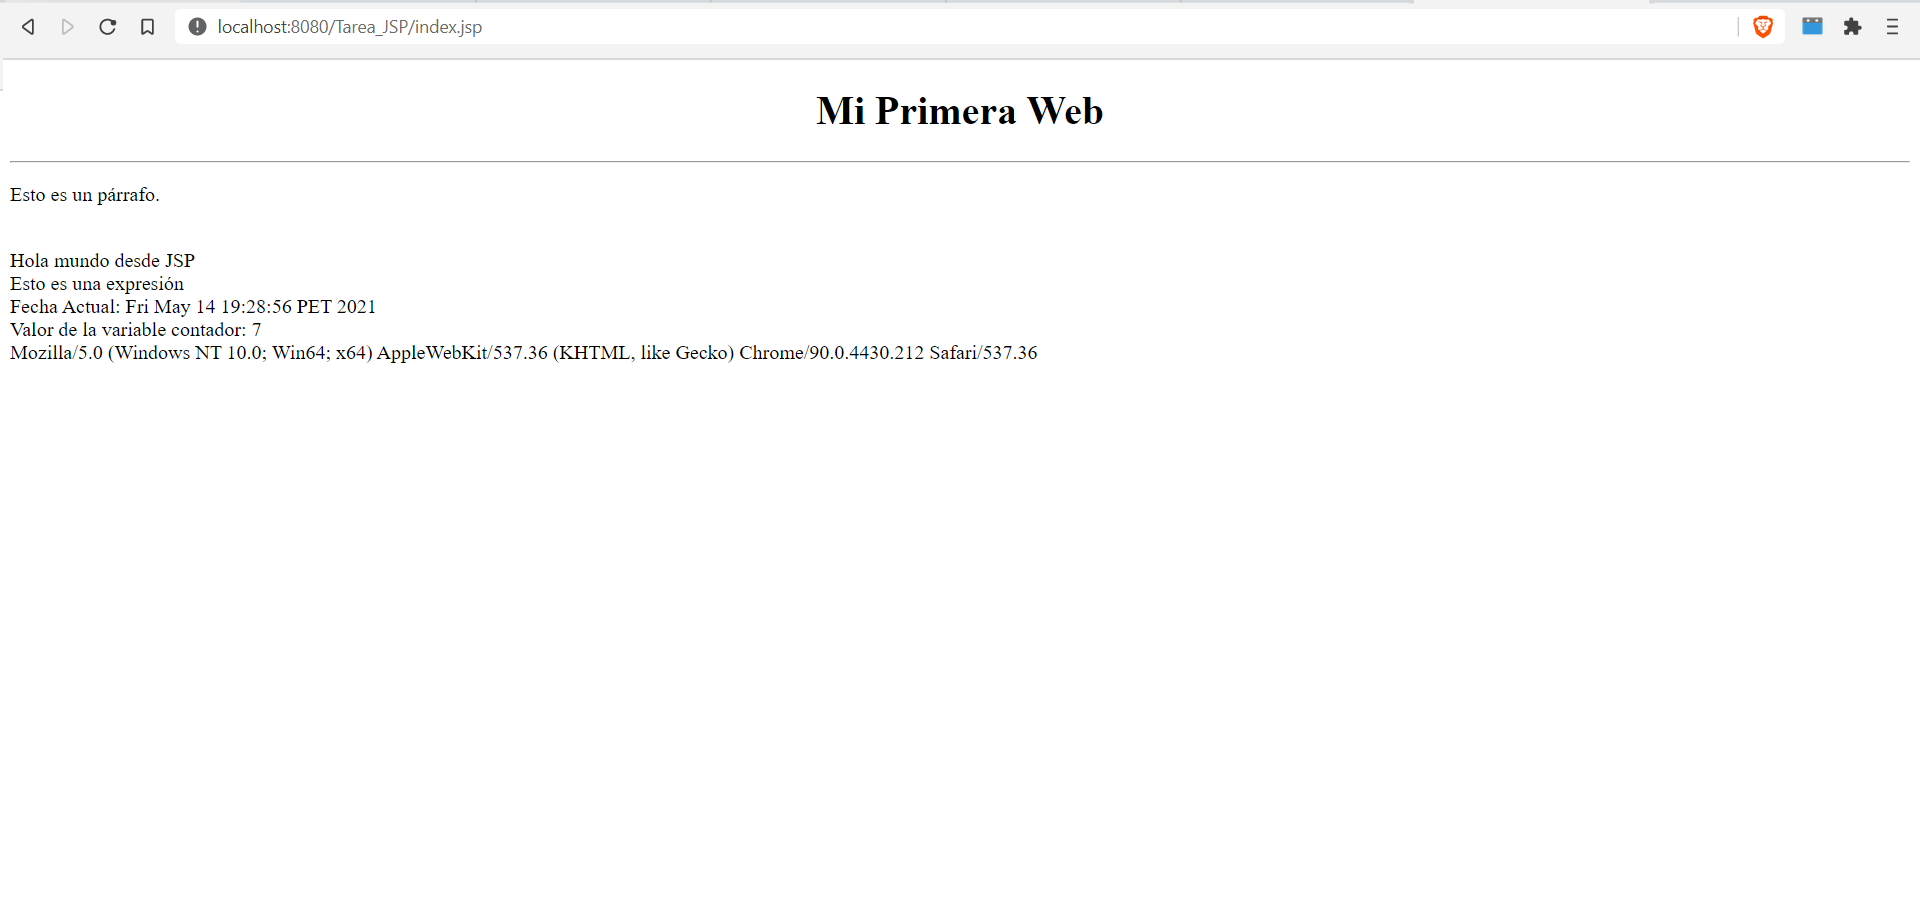 localhost:8080/Tarea_JSP/index.jsp
Mi Primera Web
Esto es un párrafo.
Hola mundo desde JSP
Esto es una expresión
Fecha Actual: Fri May 14 19:28:56 PET 2021
Valor de la variable contador: 7
Mozilla/5.0 (Windows NT 10.0; Win64; x64) AppleWebKit/537.36 (KHTML, like Gecko) Chrome/90.0.4430.212 Safari/537.36